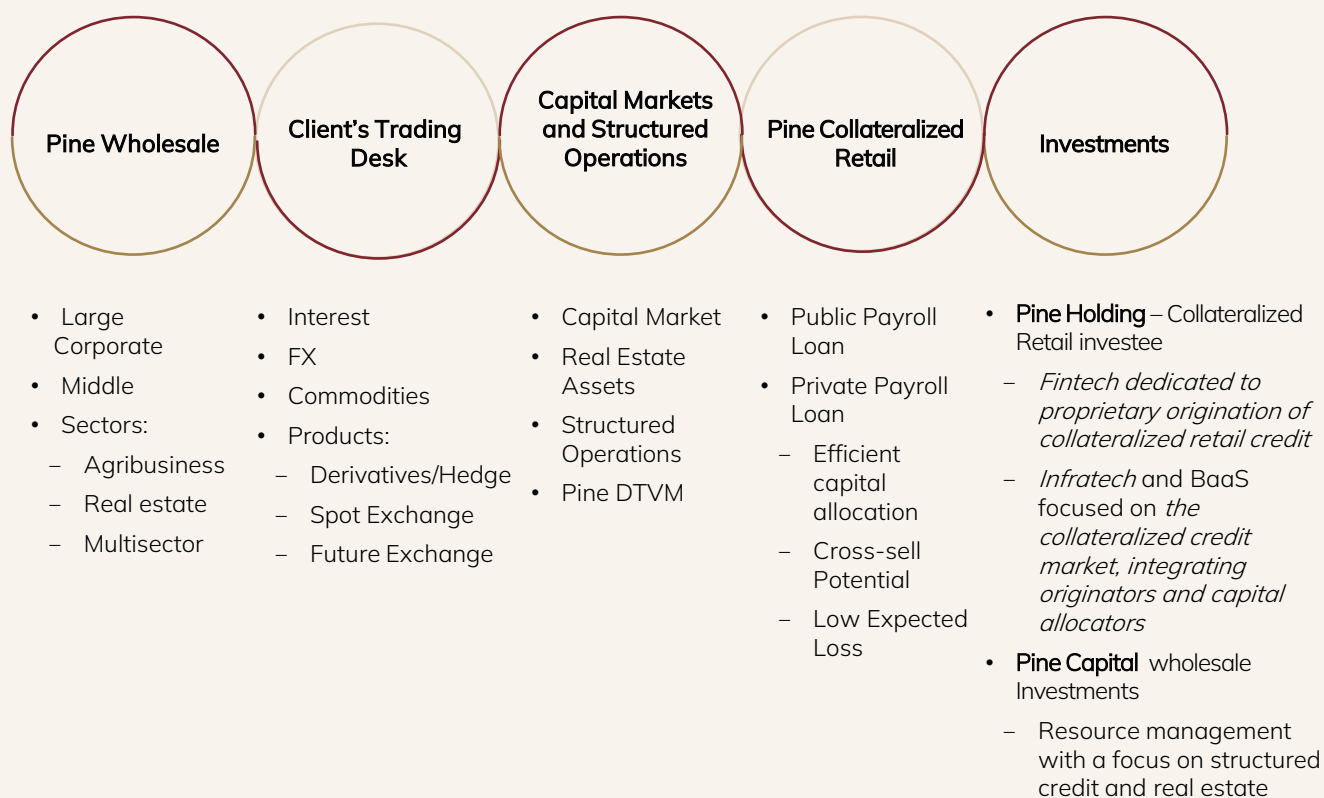 Pine Wholesale
Client's Trading
Desk
Capital Markets
and Structured
Operations
Pine Collateralized
Retail
Investments
• Large
Corporate
• Middle
• Sectors:
– Agribusiness
– Real estate
– Multisector
• Interest
• FX
• Commodities
• Products:
– Derivatives/Hedge
– Spot Exchange
– Future Exchange
• Capital Market
• Real Estate
Assets
• Structured
Operations
• Pine DTVM
• Public Payroll
Loan
• Private Payroll
Loan
– Efficient
capital
allocation
– Cross-sell
Potential
– Low Expected
Loss
• Pine Holding – Collateralized
Retail investee
– Fintech dedicated to
proprietary origination of
collateralized retail credit
– Infratech and BaaS
focused on the
collateralized credit
market, integrating
originators and capital
allocators
• Pine Capital wholesale
Investments
– Resource management
with a focus on structured
credit and real estate